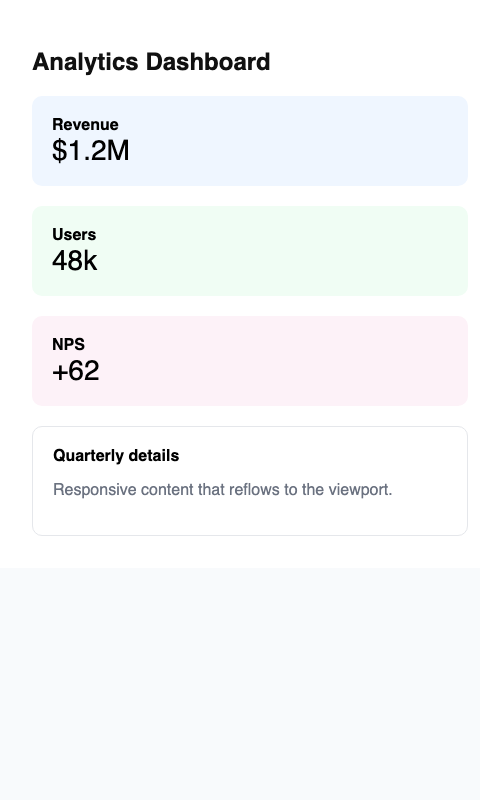 Analytics Dashboard
Revenue
$1.2M
Users
48k
NPS
+62
Quarterly details
Responsive content that reflows to the viewport.